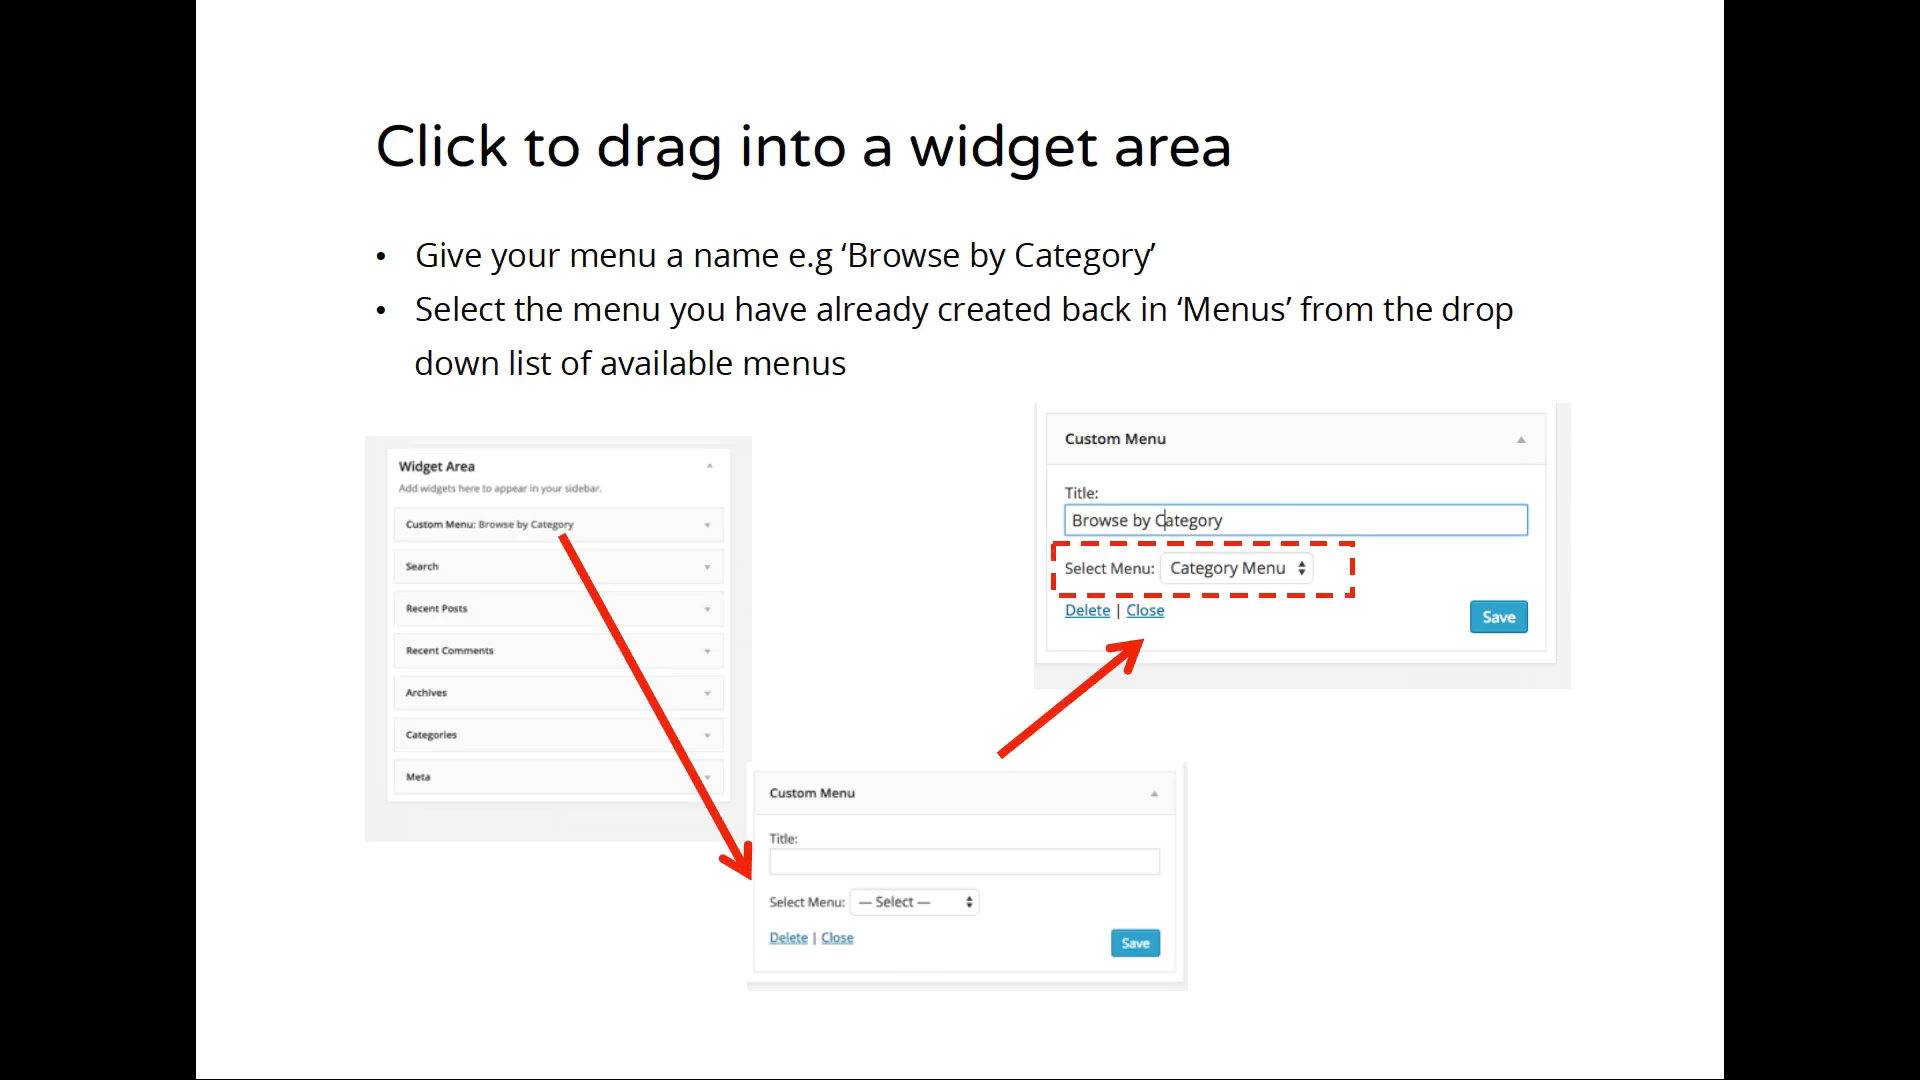 Click to drag into a widget area
• Give your menu a name e.g ‘Browse by Category’
• Select the menu you have already created back in ‘Menus’ from the drop
down list of available menus
Widget Area
Add widgets here to appear in your sidebar.
Custom Menu: Browse by Category
Search
Recent Posts
Recent Comments
Archives
Categories
Meta
Custom Menu
Title:
Select Menu: — Select —
Delete | Close
Save
Custom Menu
Title:
Browse by Category
Select Menu: Category Menu
Delete | Close
Save